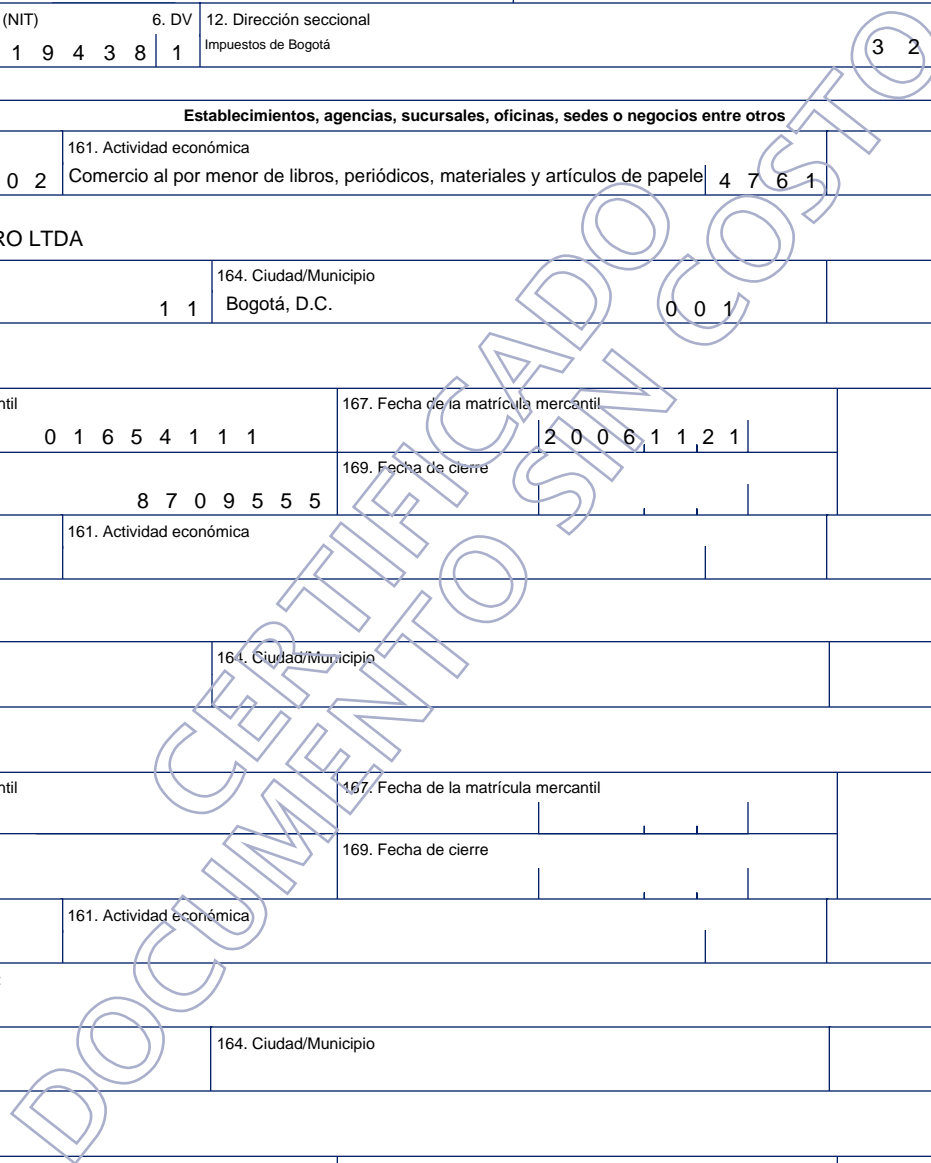 (NIT) 6. DV 12. Dirección seccional
1 9 4 3 8 1 Impuestos de Bogotá 3 2
Establecimientos, agencias, sucursales, oficinas, sedes o negocios entre otros
161. Actividad económica
0 2 Comercio al por menor de libros, periódicos, materiales y artículos de papele 4 7 6 1
RO LTDA
164. Ciudad/Municipio
1 1 Bogotá, D.C. 0 0 1
ntil 167. Fecha de la matrícula mercantil
0 1 6 5 4 1 1 1 2 0 0 6 1 1 2 1
169. Fecha de cierre
8 7 0 9 5 5 5
161. Actividad económica
164. Ciudad/Municipio
ntil 167. Fecha de la matrícula mercantil
169. Fecha de cierre
161. Actividad económica
164. Ciudad/Municipio
CERTIFICADO
DOCUMENTO SIN COSTO